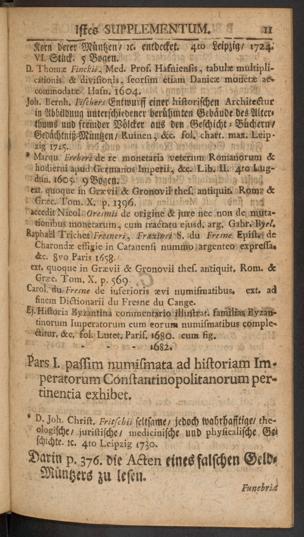 1stes SUPPLEMENTUM. 11
Kern derer Müntzen/ ꝛc. entdecket. 4to Leipzig/ 1724.
VI. Stück. 5 Bogen.
D. Thomæ Finckii, Med. Prof. Hafniensis, tabulæ multipli-
cationis & divisionis, seorsim etiam Danicæ monetæ ac-
commodatæ Hafn. 1604.
Joh. Bernh. Fischers Entwurff einer historischen Architectur
in Abbildung unterschiedener berühmten Gebäude des Alter-
thums und fremder Völcker aus den Geschicht-Büchern/
Gedächtniß-Müntzen/ Ruinen/ &c. fol. chart. max. Leip-
zig 1725.
* Marqu. Freheri de re monetaria veterum Romanorum &
hodierni apud Germanos Imperii, &c. Lib. II. 4to Lug-
dun. 1605. 9 Bogen.
ext. quoque in Grævii & Gronovii thes. antiquit. Romæ &
Græc. Tom. X. p. 1396.
* accedit Nicol. Oresmii de origine & jure nec non de muta-
tionibus monetarum, cum tractatu ejusd. arg. Gabr. Byel.
Raphaël Tricheti Freneri, Fraxitori s. du Fresne Epist. de
Charondæ effigie in Catanensi nummo argenteo expressa,
&c. 8vo Paris 1658.
ext. quoque in Grævii & Gronovii thes. antiquit. Rom. &
Græc. Tom. X. p. 569.
Carol. du Fresne de inferioris ævi numismatibus. ext. ad
finem Dictionarii du Fresne du Cange.
Ej. Historia Byzantina commentario illustrat. familias Byzan-
tinorum Imperatorum cum eorum numismatibus comple-
ctitur. &c. fol. Lutet. Paris. 1680. cum fig.
- - - 1682.
Pars I. passim numismata ad historiam Im-
peratorum Constantinopolitanorum per-
tinentia exhibet.
* D. Joh. Christ. Fritschii seltsame/ jedoch wahrhafftige/ the-
ologische/ juristische/ medicinische und physicalische Ge-
schichte. ꝛc. 4to Leipzig 1730.
Darin p. 376. die Acten eines falschen Geld-
Müntzers zu lesen.
Funebria